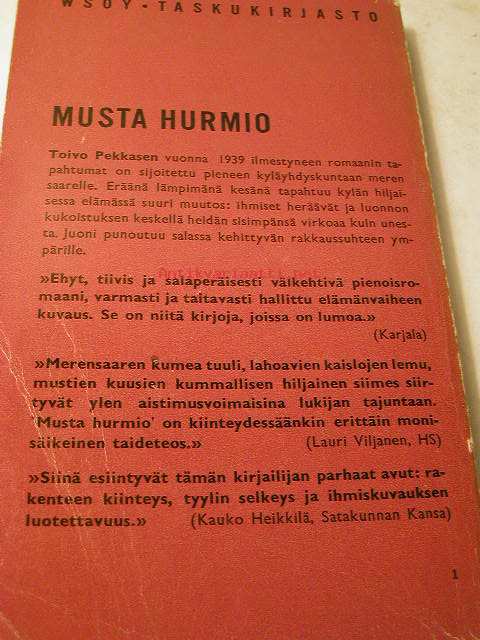 WSOY-TASKUKIRJASTO
MUSTA HURMIO
Toivo Pekkasen vuonna 1939 ilmestyneen romaanin ta-
pahtumat on sijoitettu pieneen kyläyhdyskuntaan meren
saarelle. Eräänä lämpimänä kesänä tapahtuu kylän hiljai-
sessa elämässä suuri muutos: ihmiset heräävät ja luonnon
kukoistuksen keskellä heidän sisimpänsä virkoaa kuin unes-
ta. Juoni punoutuu salassa kehittyvän rakkaussuhteen ym-
pärille.
Antikvariaatti.net
»Ehyt, tiivis ja salaperäisesti välkehtivä pienoisro-
maani, varmasti ja taitavasti hallittu elämänvaiheen
kuvaus. Se on niitä kirjoja, joissa on lumoa.»
(Karjala)
»Merensaaren kumea tuuli, lahoavien kaislojen lemu,
mustien kuusien kummallisen hiljainen siimes siir-
tyvät ylen aistimusvoimaisina lukijan tajuntaan.
'Musta hurmio' on kiinteydessäänkin erittäin moni-
säikeinen taideteos.» (Lauri Viljanen, HS)
»Siinä esiintyvät tämän kirjailijan parhaat avut: ra-
kenteen kiinteys, tyylin selkeys ja ihmiskuvauksen
luotettavuus.» (Kauko Heikkilä, Satakunnan Kansa)
1